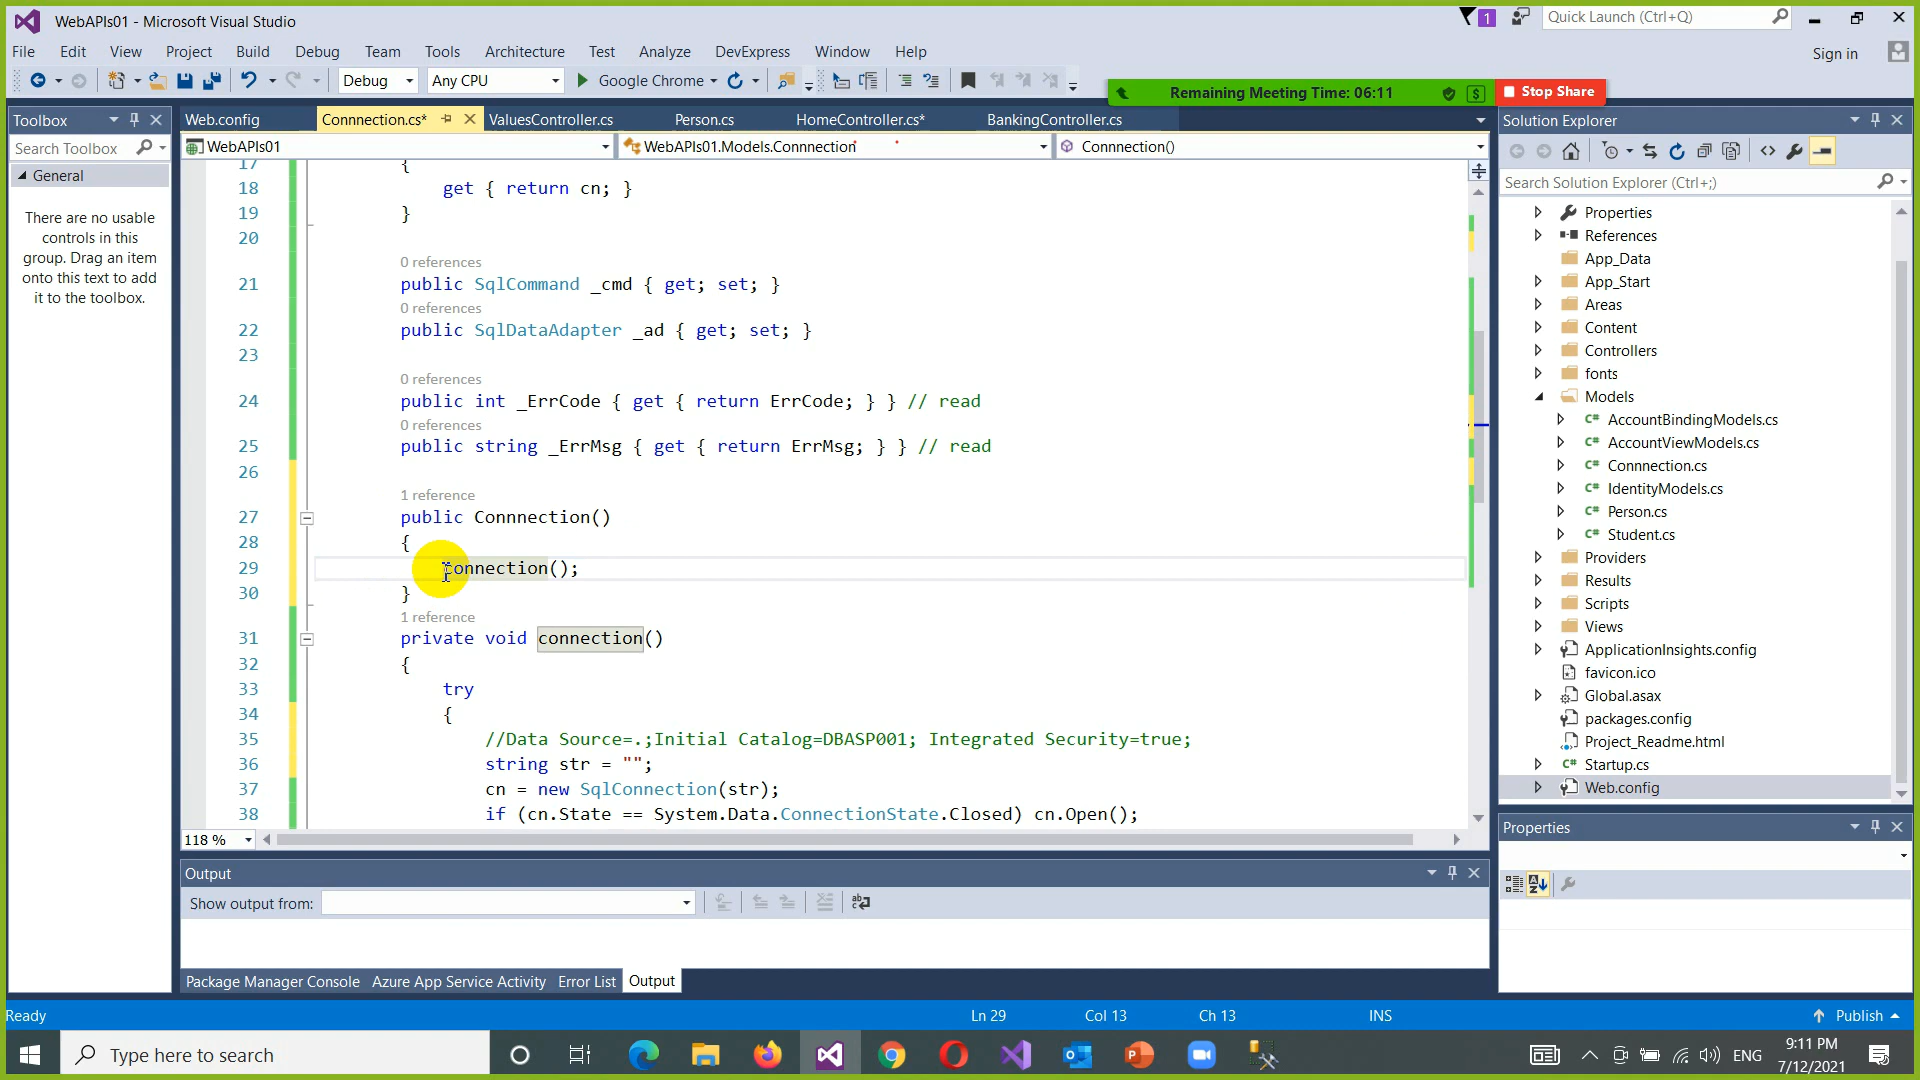 WebAPIs01 - Microsoft Visual Studio
1
Quick Launch (Ctrl+Q)
File Edit View Project Build Debug Team Tools Architecture Test Analyze DevExpress Window Help
Sign in
Debug Any CPU Google Chrome
Remaining Meeting Time: 06:11
Stop Share
Toolbox
Search Toolbox
General
There are no usable
controls in this
group. Drag an item
onto this text to add
it to the toolbox.
Web.config Connnection.cs* ValuesController.cs Person.cs HomeController.cs* BankingController.cs
WebAPIs01 WebAPIs01.Models.Connnection Connnection()
17 {
18 get { return cn; }
19 }
20
0 references
21 public SqlCommand _cmd { get; set; }
0 references
22 public SqlDataAdapter _ad { get; set; }
23
0 references
24 public int _ErrCode { get { return ErrCode; } } // read
0 references
25 public string _ErrMsg { get { return ErrMsg; } } // read
26
1 reference
27 public Connnection()
28 {
29 connection();
30 }
1 reference
31 private void connection()
32 {
33 try
34 {
35 //Data Source=.;Initial Catalog=DBASP001; Integrated Security=true;
36 string str = "";
37 cn = new SqlConnection(str);
38 if (cn.State == System.Data.ConnectionState.Closed) cn.Open();
118 %
Output
Show output from:
Package Manager Console Azure App Service Activity Error List Output
Solution Explorer
Search Solution Explorer (Ctrl+;)
Properties
References
App_Data
App_Start
Areas
Content
Controllers
fonts
Models
C# AccountBindingModels.cs
C# AccountViewModels.cs
C# Connnection.cs
C# IdentityModels.cs
C# Person.cs
C# Student.cs
Providers
Results
Scripts
Views
ApplicationInsights.config
favicon.ico
Global.asax
packages.config
Project_Readme.html
C# Startup.cs
Web.config
Properties
Ready Ln 29 Col 13 Ch 13 INS Publish
Type here to search
ENG
9:11 PM
7/12/2021